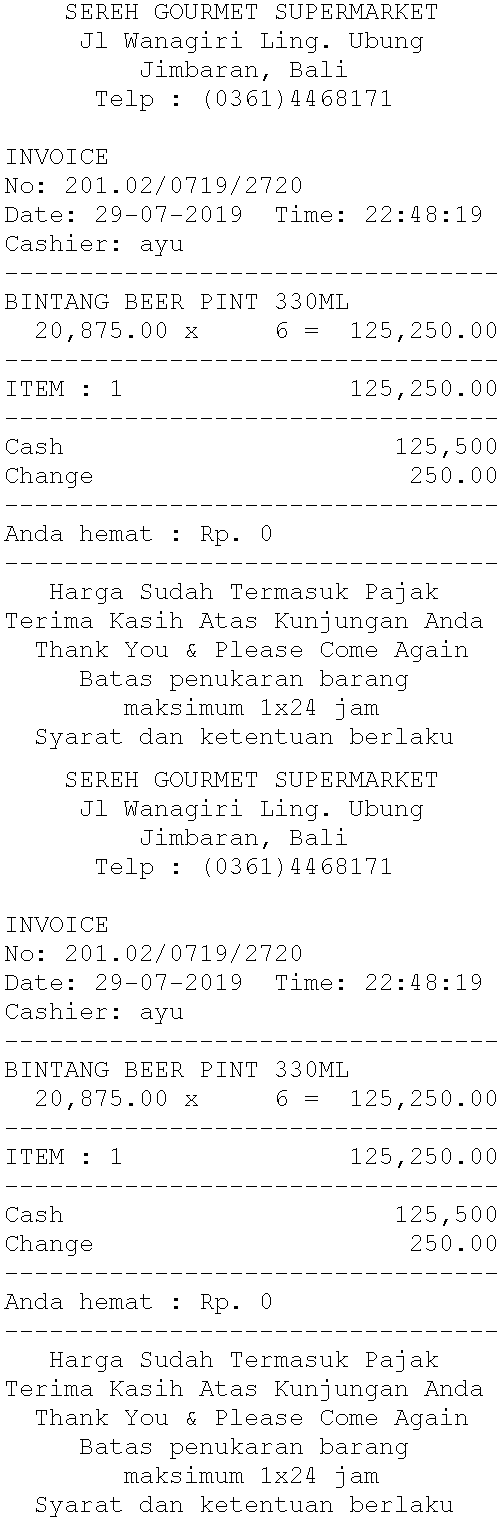 SEREH GOURMET SUPERMARKET
Jl Wanagiri Ling. Ubung
Jimbaran, Bali
Telp : (0361)4468171
INVOICE
No: 201.02/0719/2720
Date: 29-07-2019  Time: 22:48:19
Cashier: ayu
---------------------------------
BINTANG BEER PINT 330ML
20,875.00 x     6 =  125,250.00
---------------------------------
ITEM : 1               125,250.00
---------------------------------
Cash                      125,500
Change                     250.00
---------------------------------
Anda hemat : Rp. 0
---------------------------------
Harga Sudah Termasuk Pajak
Terima Kasih Atas Kunjungan Anda
Thank You & Please Come Again
Batas penukaran barang
maksimum 1x24 jam
Syarat dan ketentuan berlaku
SEREH GOURMET SUPERMARKET
Jl Wanagiri Ling. Ubung
Jimbaran, Bali
Telp : (0361)4468171
INVOICE
No: 201.02/0719/2720
Date: 29-07-2019  Time: 22:48:19
Cashier: ayu
---------------------------------
BINTANG BEER PINT 330ML
20,875.00 x     6 =  125,250.00
---------------------------------
ITEM : 1               125,250.00
---------------------------------
Cash                      125,500
Change                     250.00
---------------------------------
Anda hemat : Rp. 0
---------------------------------
Harga Sudah Termasuk Pajak
Terima Kasih Atas Kunjungan Anda
Thank You & Please Come Again
Batas penukaran barang
maksimum 1x24 jam
Syarat dan ketentuan berlaku